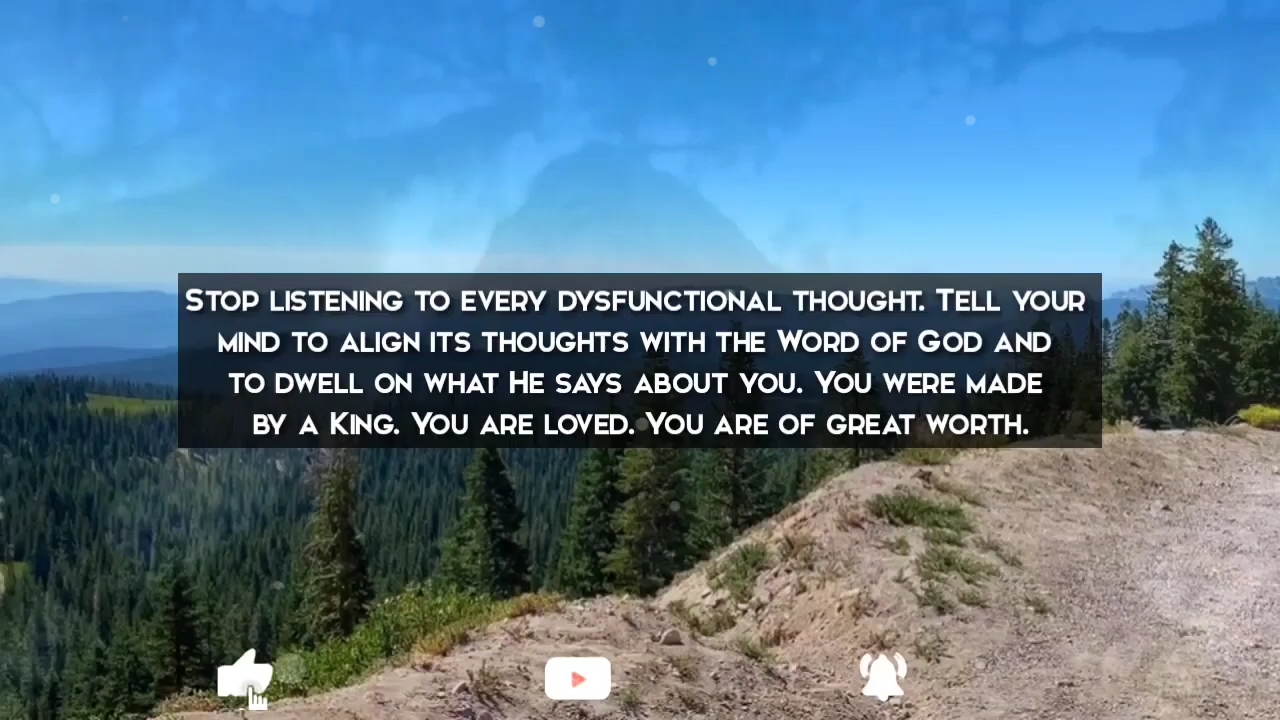 Stop listening to every dysfunctional thought. Tell your
mind to align its thoughts with the Word of God and
to dwell on what He says about you. You were made
by a King. You are loved. You are of great worth.